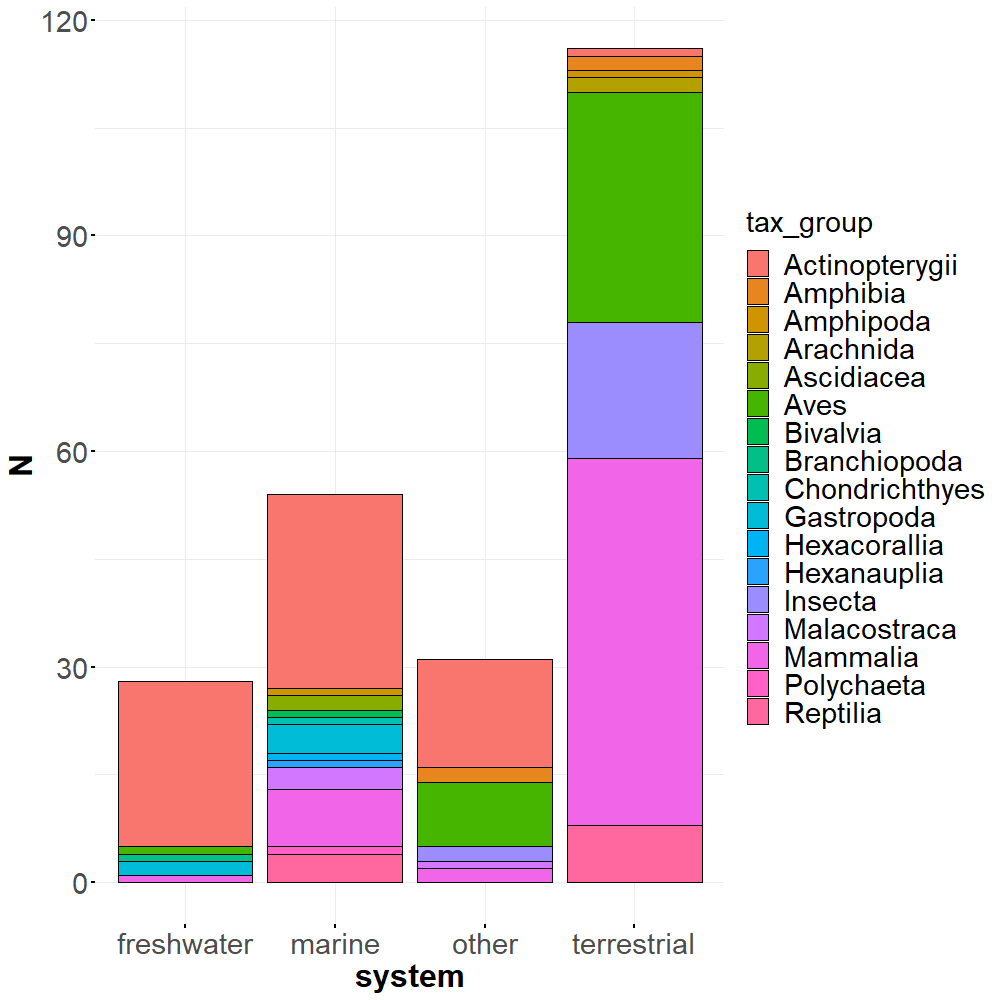 120
90
60
30
0
N
freshwater
marine
other
terrestrial
system
tax_group
Actinopterygii
Amphibia
Amphipoda
Arachnida
Ascidiacea
Aves
Bivalvia
Branchiopoda
Chondrichthyes
Gastropoda
Hexacorallia
Hexanauplia
Insecta
Malacostraca
Mammalia
Polychaeta
Reptilia